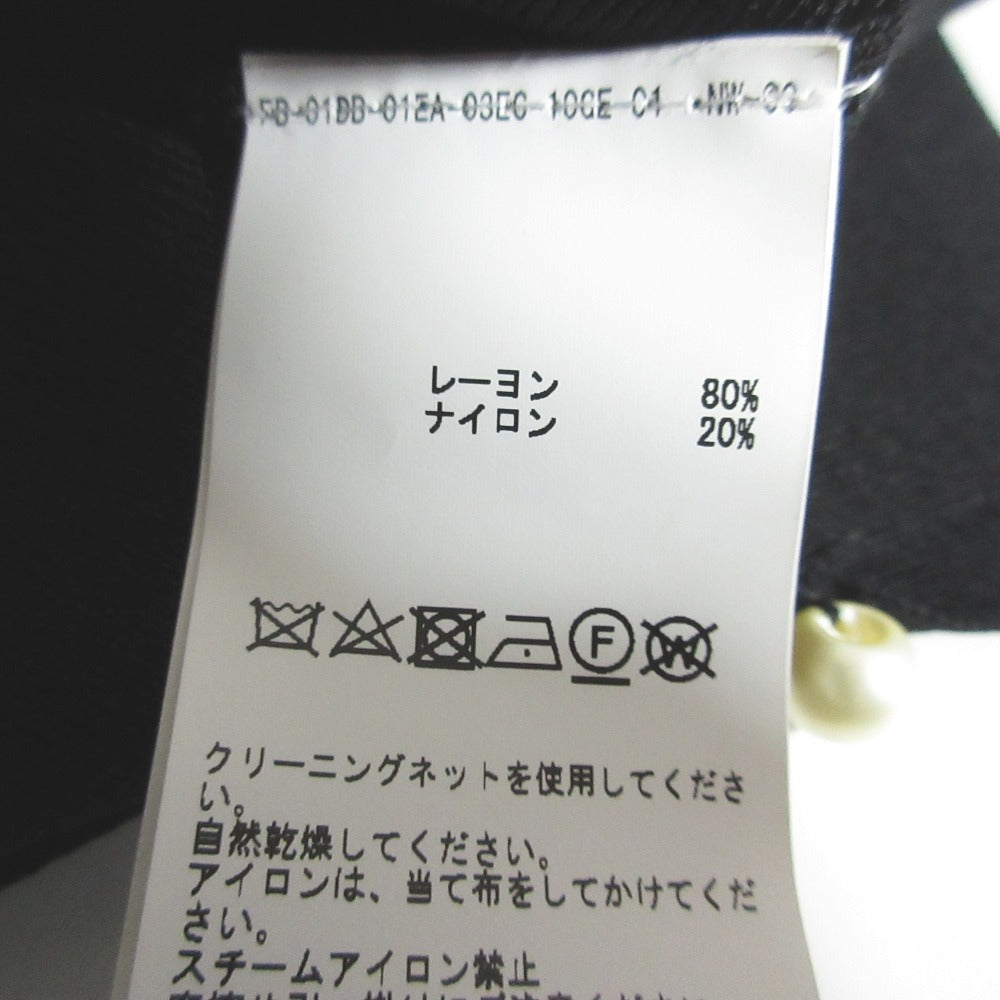 レーヨン 80%
ナイロン 20%
F
W
クリーニングネットを使用してくださ
い。
自然乾燥してください。
アイロンは、当て布をしてかけてくだ
さい。
スチームアイロン禁止